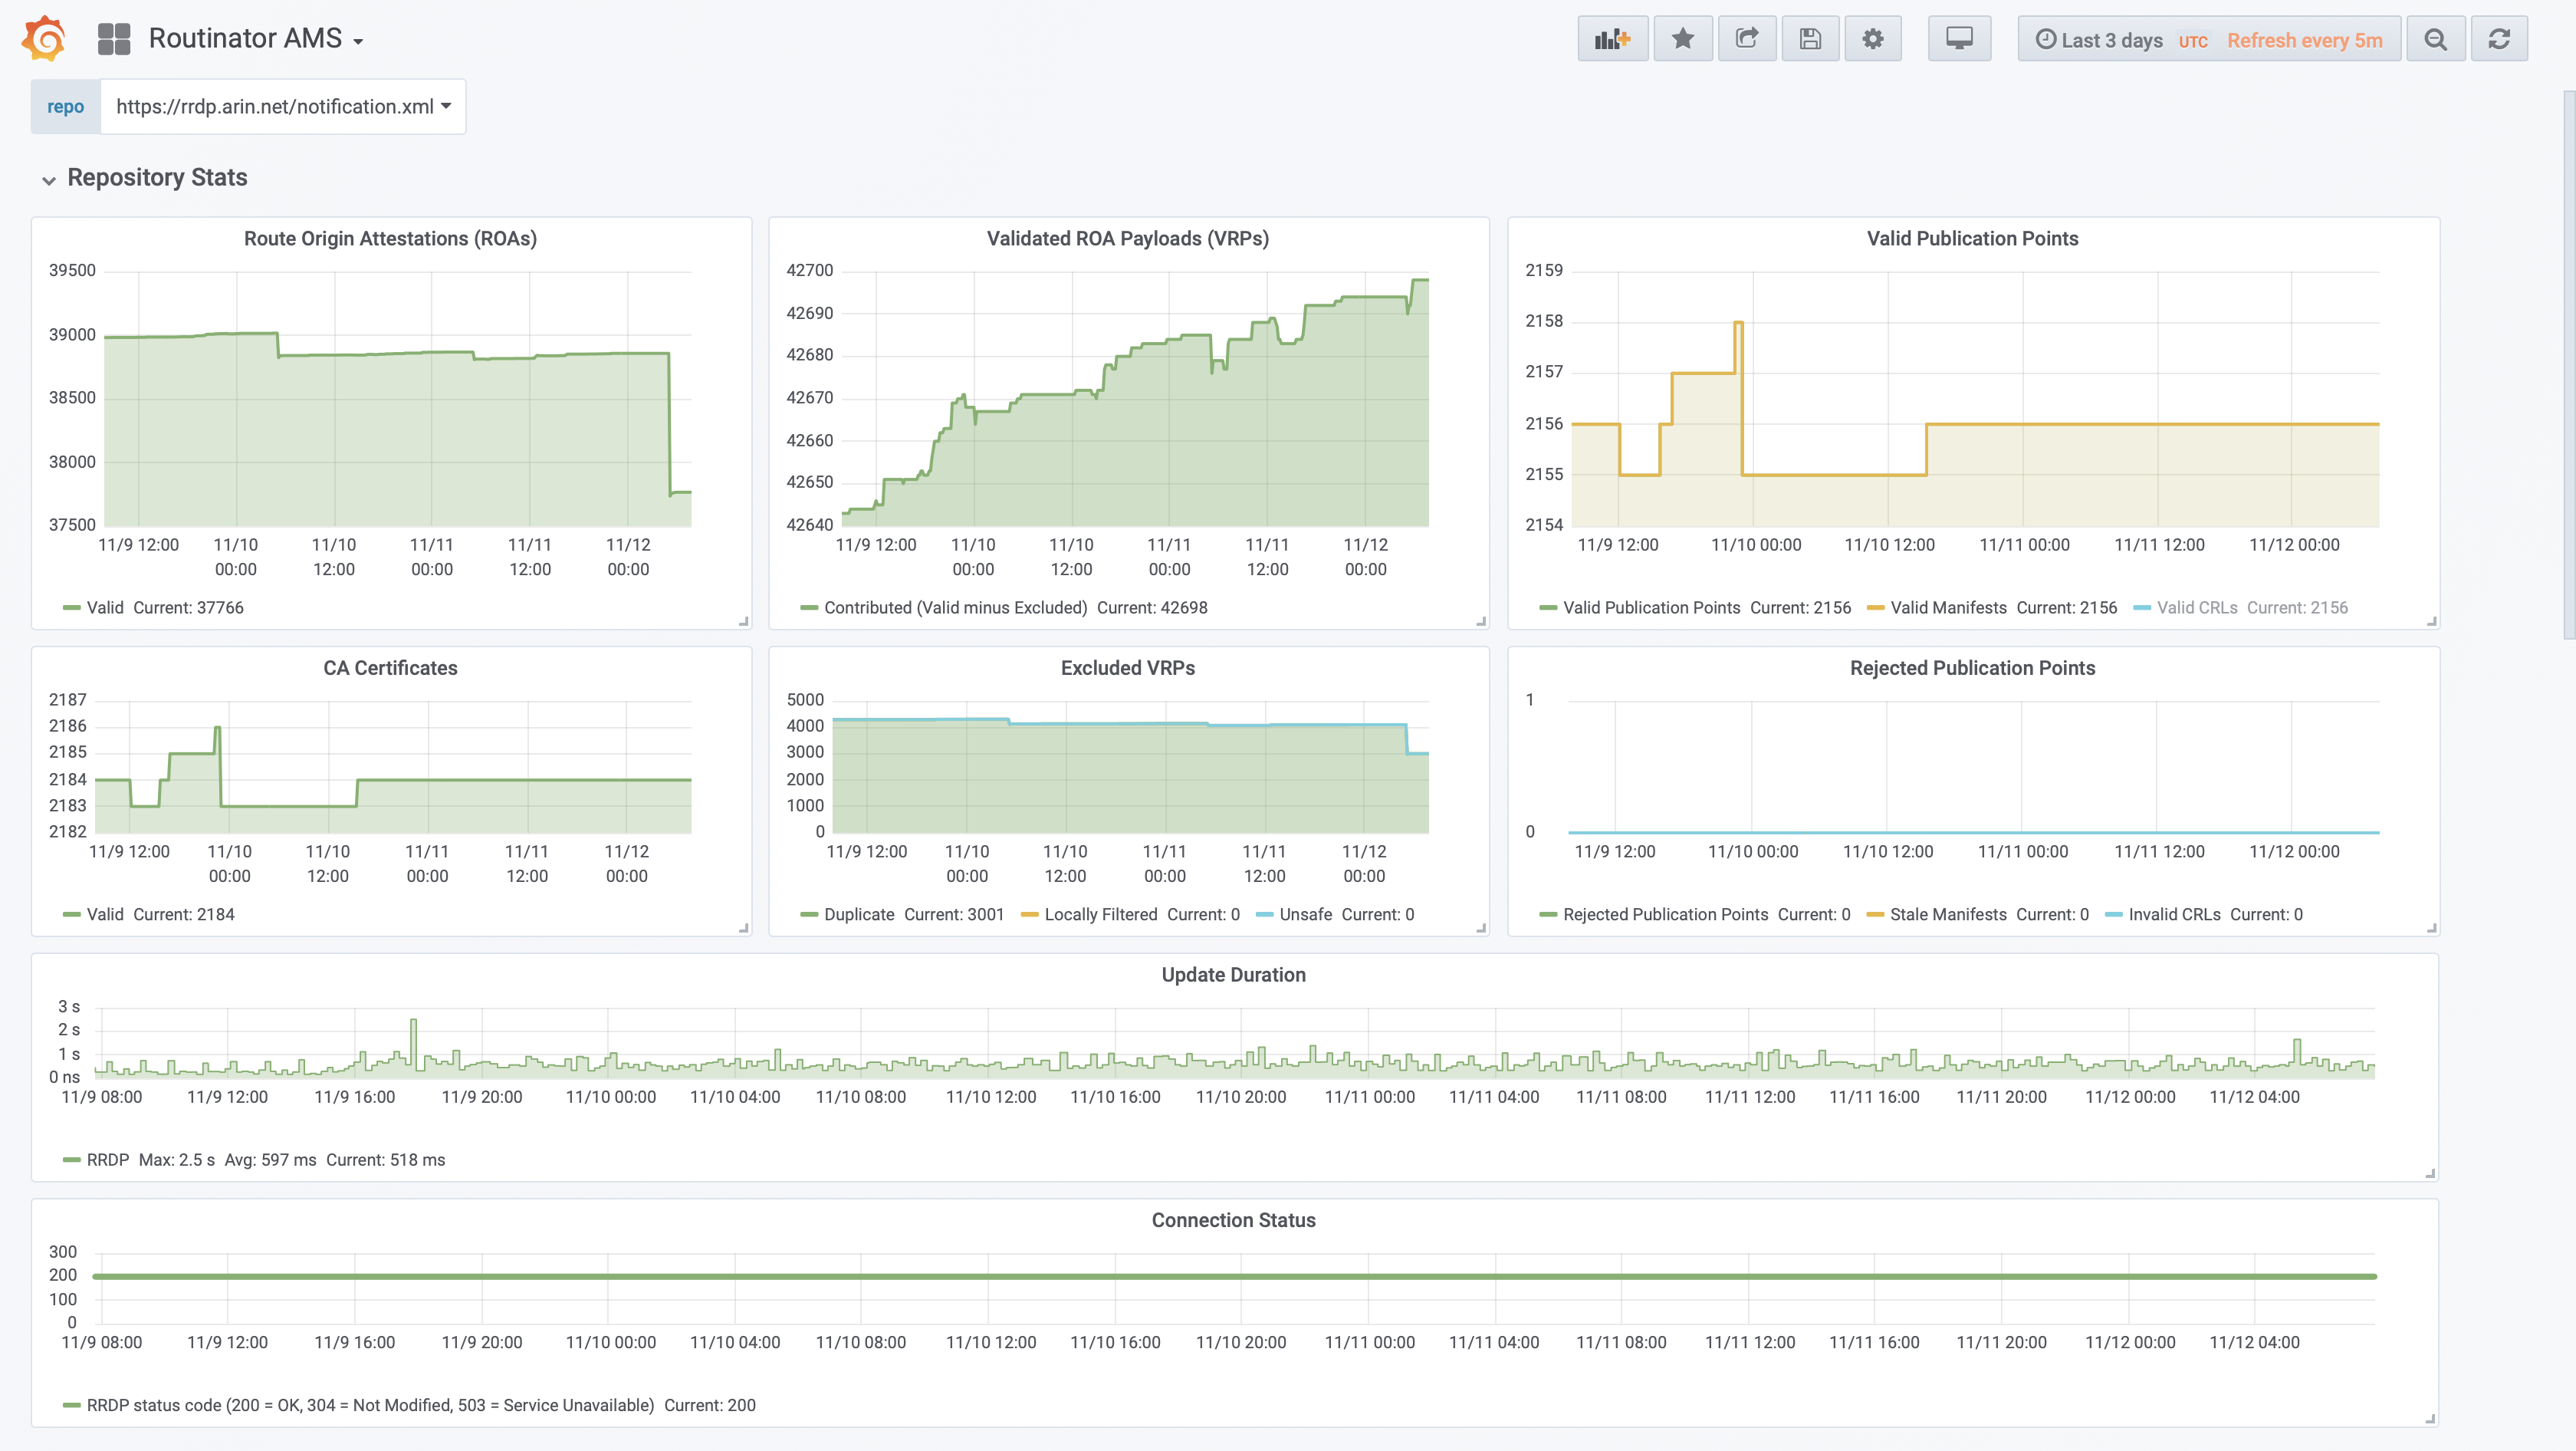 Routinator AMS
Last 3 days UTC Refresh every 5m
repo https://rrdp.arin.net/notification.xml
Repository Stats
Route Origin Attestations (ROAs)
39500
39000
38500
38000
37500
11/9 12:00 11/10 11/10 11/11 11/11 11/12
00:00 12:00 00:00 12:00 00:00
Valid Current: 37766
Validated ROA Payloads (VRPs)
42700
42690
42680
42670
42660
42650
42640
11/9 12:00 11/10 11/10 11/11 11/11 11/12
00:00 12:00 00:00 12:00 00:00
Contributed (Valid minus Excluded) Current: 42698
Valid Publication Points
2159
2158
2157
2156
2155
2154
11/9 12:00 11/10 00:00 11/10 12:00 11/11 00:00 11/11 12:00 11/12 00:00
Valid Publication Points Current: 2156 Valid Manifests Current: 2156 Valid CRLs Current: 2156
CA Certificates
2187
2186
2185
2184
2183
2182
11/9 12:00 11/10 11/10 11/11 11/11 11/12
00:00 12:00 00:00 12:00 00:00
Valid Current: 2184
Excluded VRPs
5000
4000
3000
2000
1000
0
11/9 12:00 11/10 11/10 11/11 11/11 11/12
00:00 12:00 00:00 12:00 00:00
Duplicate Current: 3001 Locally Filtered Current: 0 Unsafe Current: 0
Rejected Publication Points
1
0
11/9 12:00 11/10 00:00 11/10 12:00 11/11 00:00 11/11 12:00 11/12 00:00
Rejected Publication Points Current: 0 Stale Manifests Current: 0 Invalid CRLs Current: 0
Update Duration
3 s
2 s
1 s
0 ns
11/9 08:00 11/9 12:00 11/9 16:00 11/9 20:00 11/10 00:00 11/10 04:00 11/10 08:00 11/10 12:00 11/10 16:00 11/10 20:00 11/11 00:00 11/11 04:00 11/11 08:00 11/11 12:00 11/11 16:00 11/11 20:00 11/12 00:00 11/12 04:00
RRDP Max: 2.5 s Avg: 597 ms Current: 518 ms
Connection Status
300
200
100
0
11/9 08:00 11/9 12:00 11/9 16:00 11/9 20:00 11/10 00:00 11/10 04:00 11/10 08:00 11/10 12:00 11/10 16:00 11/10 20:00 11/11 00:00 11/11 04:00 11/11 08:00 11/11 12:00 11/11 16:00 11/11 20:00 11/12 00:00 11/12 04:00
RRDP status code (200 = OK, 304 = Not Modified, 503 = Service Unavailable) Current: 200